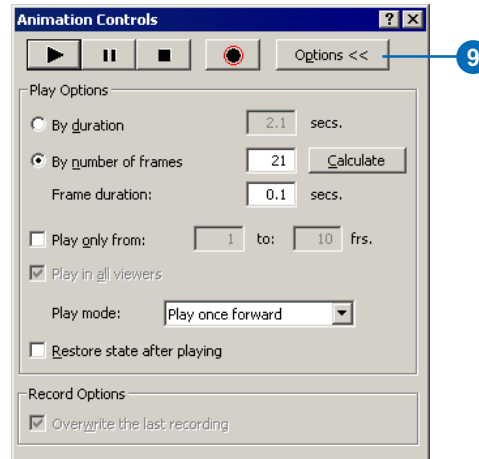 Animation Controls
Options <<
9
Play Options
By duration 2.1 secs.
By number of frames 21 Calculate
Frame duration: 0.1 secs.
Play only from: 1 to: 10 frs.
Play in all viewers
Play mode: Play once forward
Restore state after playing
Record Options
Overwrite the last recording